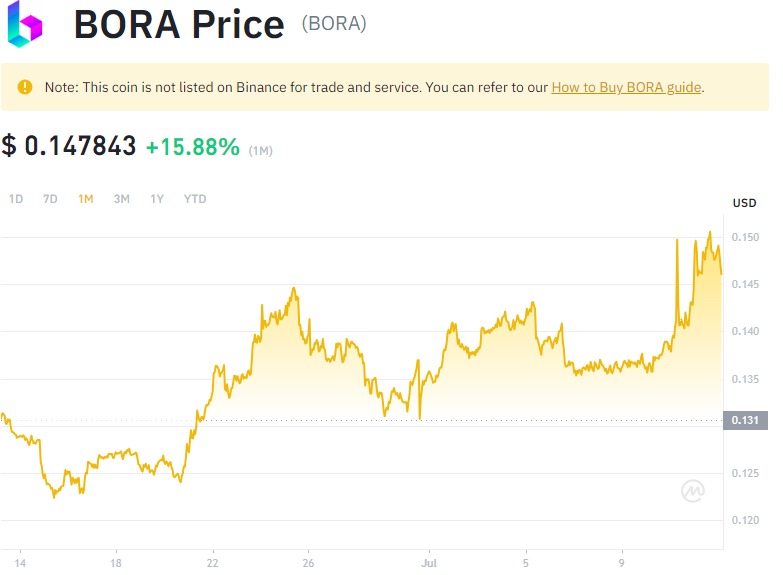 BORA Price (BORA)
Note: This coin is not listed on Binance for trade and service. You can refer to our How to Buy BORA guide.
$ 0.147843 +15.88% (1M)
1D 7D 1M 3M 1Y YTD
USD
0.150
0.145
0.140
0.135
0.131
0.125
0.120
14 18 22 26 Jul 5 9